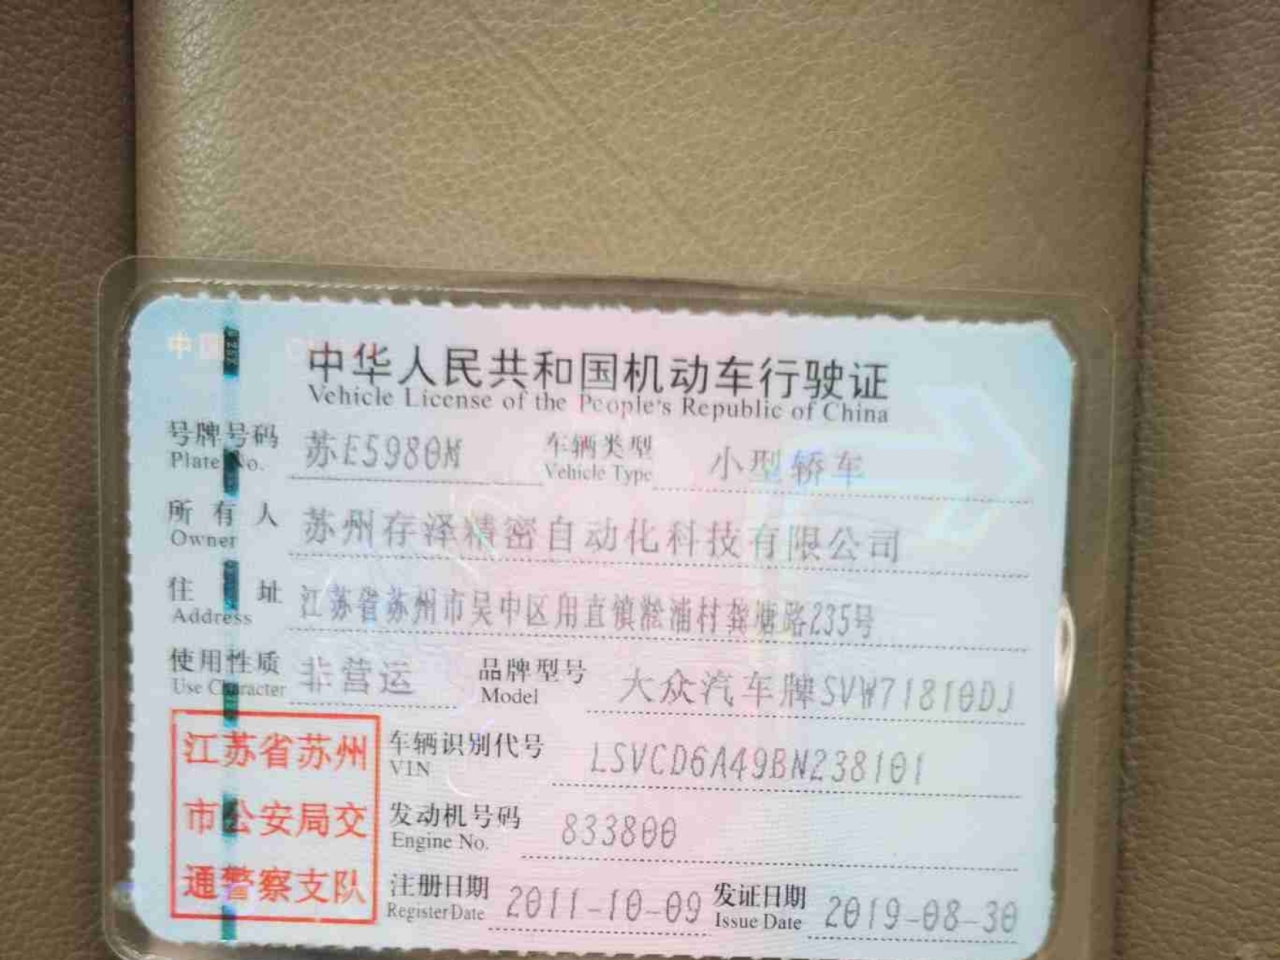 中国
中华人民共和国机动车行驶证
Vehicle License of the People's Republic of China
号牌号码 苏E5980M 车辆类型 小型轿车
Plate No. Vehicle Type
所有人 苏州存泽精密自动化科技有限公司
Owner
住址 江苏省苏州市吴中区甪直镇淞浦村龚塘路235号
Address
使用性质 非营运 品牌型号 大众汽车牌SVW71810DJ
Use Character Model
江苏省苏州 车辆识别代号 LSVCD6A49BN238101
VIN
市公安局交 发动机号码 833800
Engine No.
通警察支队 注册日期 2011-10-09 发证日期 2019-08-30
Register Date Issue Date